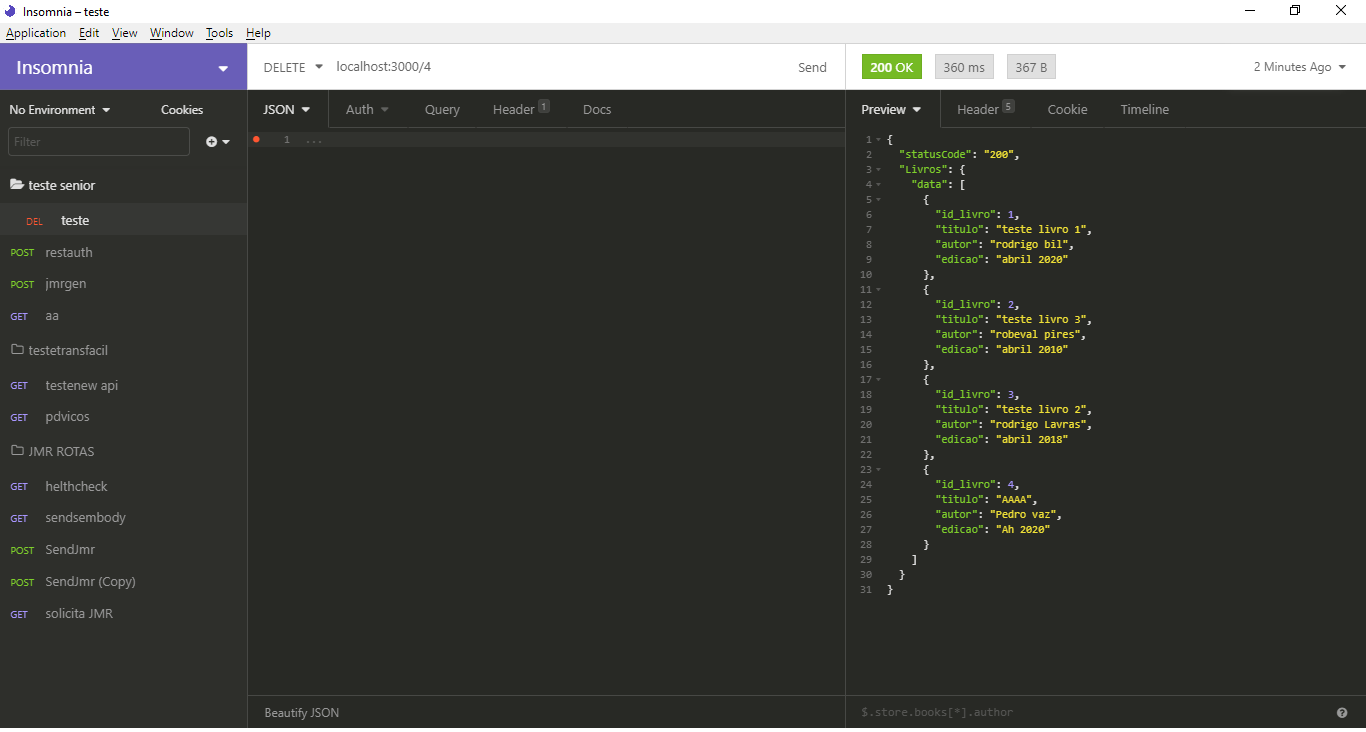 Insomnia – teste
Application Edit View Window Tools Help
Insomnia
DELETE localhost:3000/4 Send
200 OK 360 ms 367 B 2 Minutes Ago
No Environment Cookies
Filter
teste senior
DEL teste
POST restauth
POST jmrgen
GET aa
testetransfacil
GET testenew api
GET pdvicos
JMR ROTAS
GET helthcheck
GET sendsembody
POST SendJmr
POST SendJmr (Copy)
GET solicita JMR
JSON Auth Query Header 1 Docs
1 ...
Beautify JSON
Preview Header 5 Cookie Timeline
1 {
2 "statusCode": "200",
3 "Livros": {
4 "data": [
5 {
6 "id_livro": 1,
7 "titulo": "teste livro 1",
8 "autor": "rodrigo bil",
9 "edicao": "abril 2020"
10 },
11 {
12 "id_livro": 2,
13 "titulo": "teste livro 3",
14 "autor": "robeval pires",
15 "edicao": "abril 2010"
16 },
17 {
18 "id_livro": 3,
19 "titulo": "teste livro 2",
20 "autor": "rodrigo Lavras",
21 "edicao": "abril 2018"
22 },
23 {
24 "id_livro": 4,
25 "titulo": "AAAA",
26 "autor": "Pedro vaz",
27 "edicao": "Ah 2020"
28 }
29 ]
30 }
31 }
$.store.books[*].author